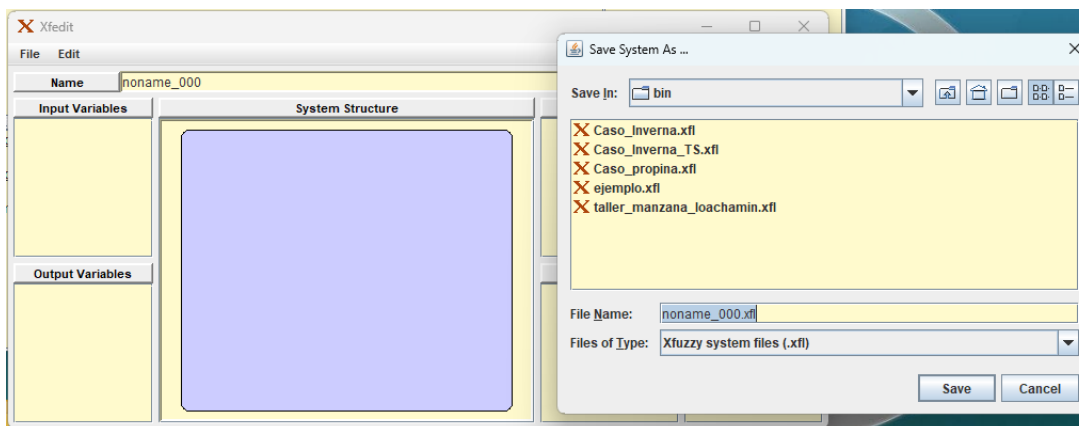 Xfedit
File Edit
Name noname_000
Input Variables
System Structure
Output Variables
Save System As ...
Save In: bin
Caso_Inverna.xfl
Caso_Inverna_TS.xfl
Caso_propina.xfl
ejemplo.xfl
taller_manzana_loachamin.xfl
File Name: noname_000.xfl
Files of Type: Xfuzzy system files (.xfl)
Save Cancel